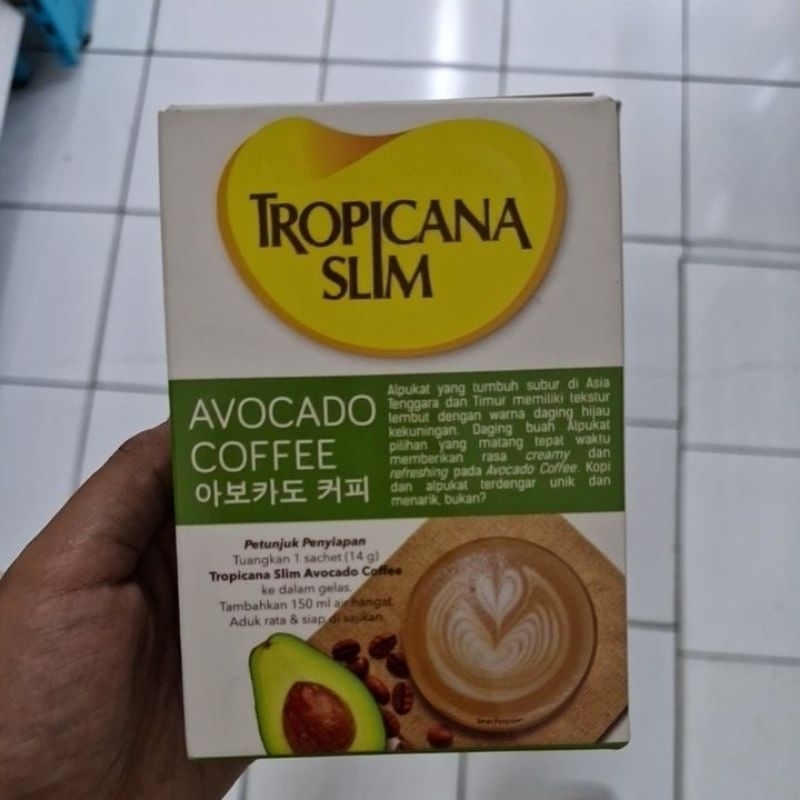 TROPICANA
SLIM
AVOCADO
COFFEE
아보카도 커피
Alpukat yang tumbuh subur di Asia
Tenggara dan Timur memiliki tekstur
lembut dengan warna daging hijau
kekuningan. Daging buah Alpukat
pilihan yang matang tepat waktu
memberikan rasa creamy dan
refreshing pada Avocado Coffee. Kopi
dan alpukat terdengar unik dan
menarik, bukan?
Petunjuk Penyiapan
Tuangkan 1 sachet (14 g)
Tropicana Slim Avocado Coffee
ke dalam gelas.
Tambahkan 150 ml air hangat.
Aduk rata & siap di sajikan.
Saran Penyajian